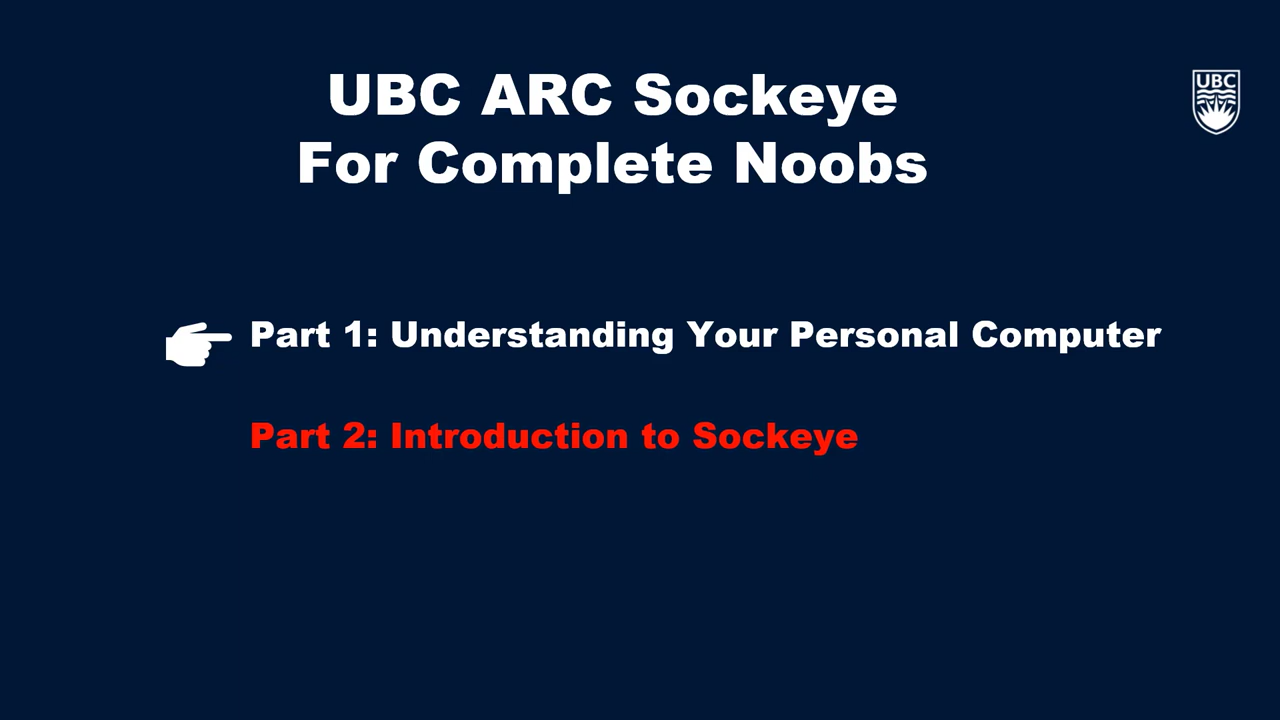 UBC ARC Sockeye
For Complete Noobs
UBC
Part 1: Understanding Your Personal Computer
Part 2: Introduction to Sockeye